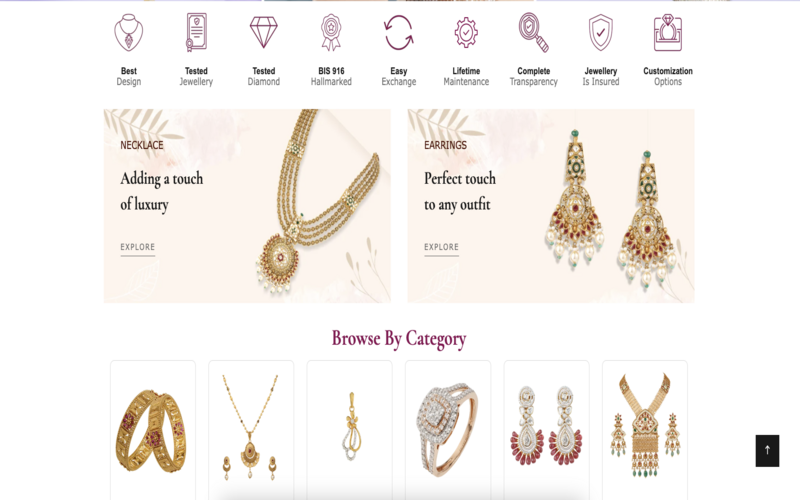 Best
Design
Tested
Jewellery
Tested
Diamond
BIS 916
Hallmarked
Easy
Exchange
Lifetime
Maintenance
Complete
Transparency
Jewellery
Is Insured
Customization
Options
NECKLACE
Adding a touch
of luxury
EXPLORE
EARRINGS
Perfect touch
to any outfit
EXPLORE
Browse By Category